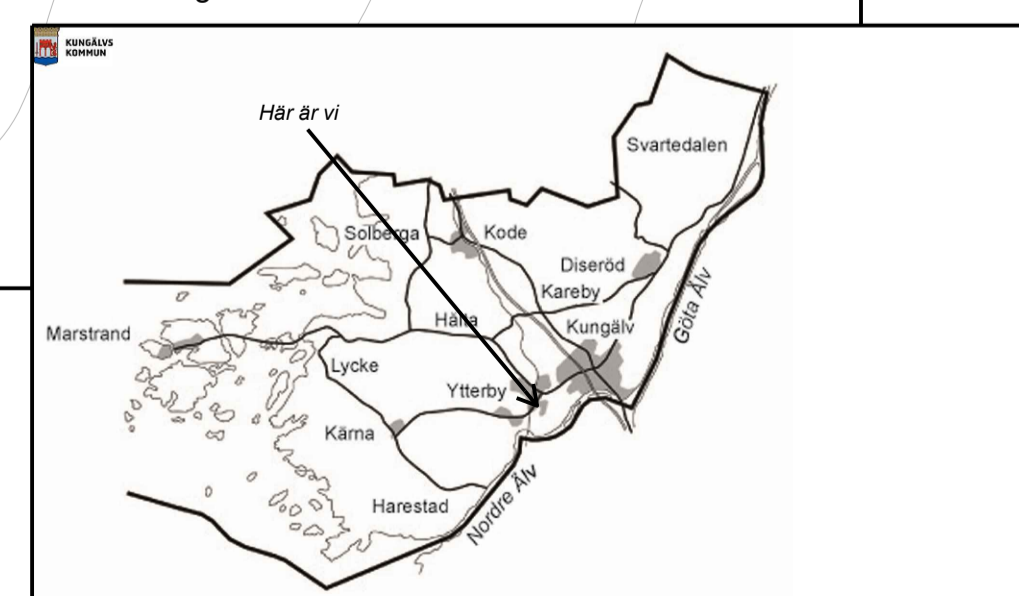 KUNGÄLVS
KOMMUN
Här är vi
Svartedalen
Solberga
Kode
Diseröd
Kareby
Göta Älv
Hålta
Kungälv
Marstrand
Lycke
Ytterby
Kärna
Harestad
Nordre Älv